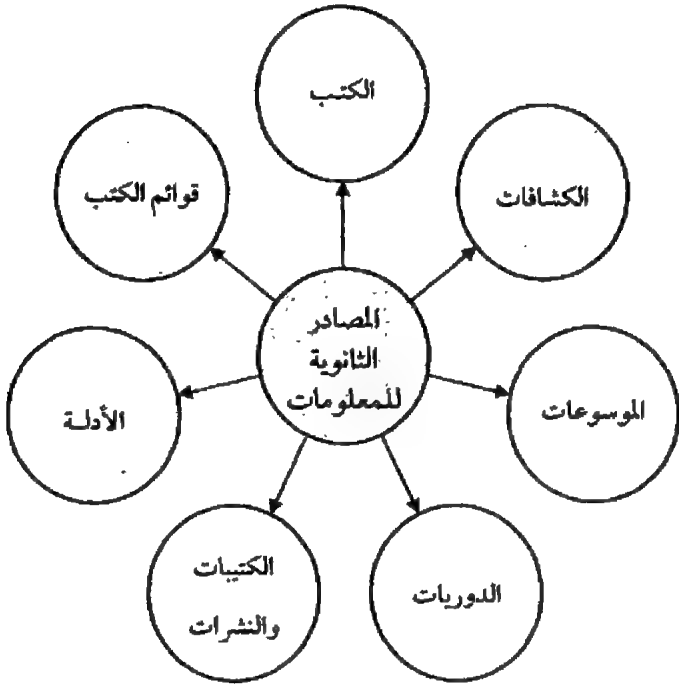 الكتب
الكشافات
قوائم الكتب
المصادر
الثانوية
للمعلومات
الموسوعات
الأدلة
الكتيبات
والنشرات
الدوريات